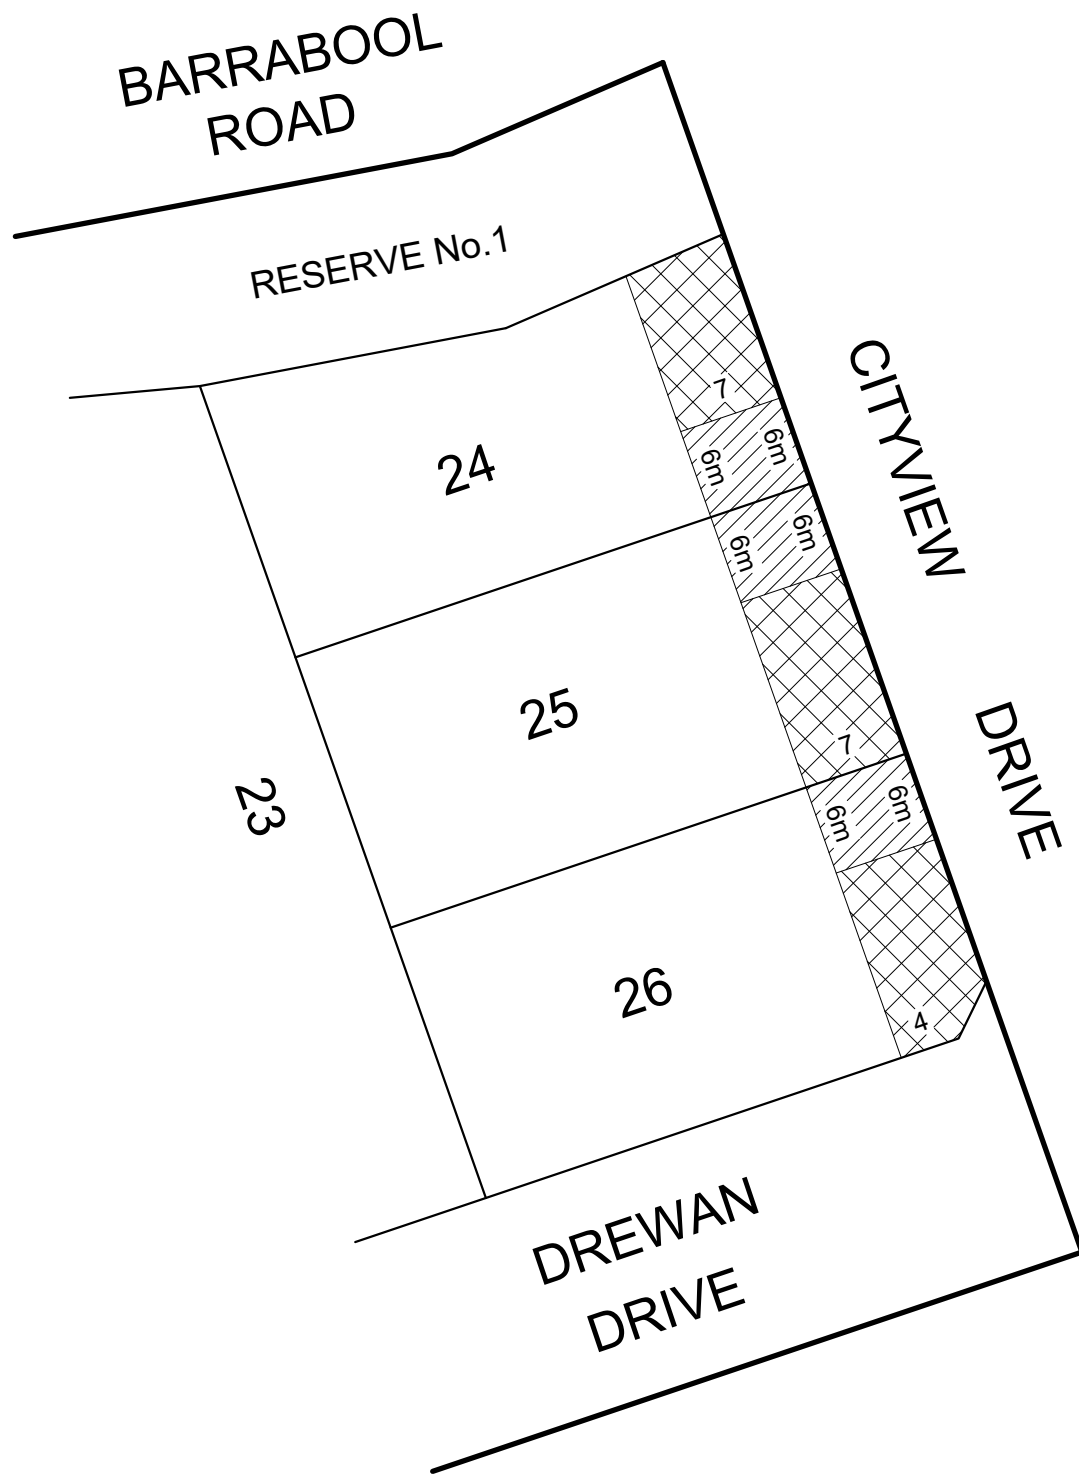 BARRABOOL
ROAD
RESERVE No.1
CITYVIEW
DRIVE
24
7
6m
6m
6m
6m
25
7
6m
6m
23
26
4
DREWAN
DRIVE